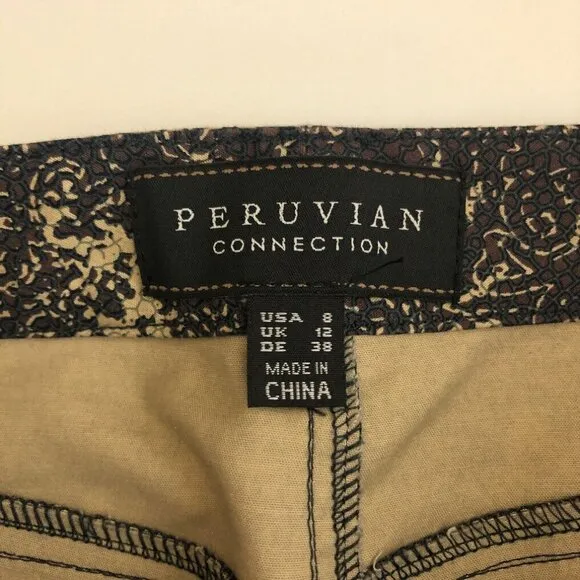 PERUVIAN
CONNECTION
USA 8
UK 12
DE 38
MADE IN
CHINA